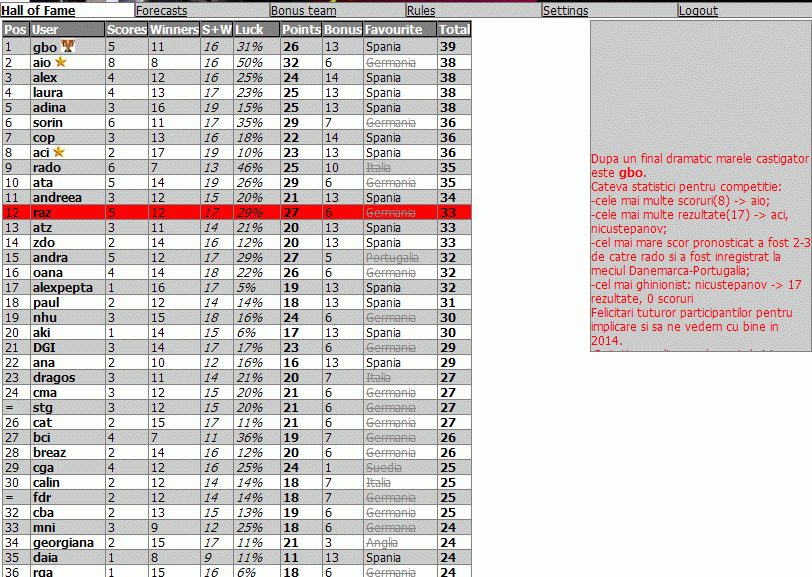 Hall of Fame Forecasts Bonus team Rules Settings Logout
Pos User Scores Winners S+W Luck Points Bonus Favourite Total
1 gbo 5 11 16 31% 26 13 Spania 39
2 aio 8 8 16 50% 32 6 Germania 38
3 alex 4 12 16 25% 24 14 Spania 38
4 laura 4 13 17 23% 25 13 Spania 38
5 adina 3 16 19 15% 25 13 Spania 38
6 sorin 6 11 17 35% 29 7 Germania 36
7 cop 3 13 16 18% 22 14 Spania 36
8 aci 2 17 19 10% 23 13 Spania 36
9 rado 6 7 13 46% 25 10 Italia 35
10 ata 5 14 19 26% 29 6 Germania 35
11 andreea 3 12 15 20% 21 13 Spania 34
12 raz 5 12 17 29% 27 6 Germania 33
13 atz 3 11 14 21% 20 13 Spania 33
14 zdo 2 14 16 12% 20 13 Spania 33
15 andra 5 12 17 29% 27 5 Portugalia 32
16 oana 4 14 18 22% 26 6 Germania 32
17 alexpepta 1 16 17 5% 19 13 Spania 32
18 paul 2 12 14 14% 18 13 Spania 31
19 nhu 3 15 18 16% 24 6 Germania 30
20 aki 1 14 15 6% 17 13 Spania 30
21 DGI 3 14 17 17% 23 6 Germania 29
22 ana 2 10 12 16% 16 13 Spania 29
23 dragos 3 11 14 21% 20 7 Italia 27
24 cma 3 12 15 20% 21 6 Germania 27
= stg 3 12 15 20% 21 6 Germania 27
26 cat 2 15 17 11% 21 6 Germania 27
27 bci 4 7 11 36% 19 7 Germania 26
28 breaz 2 14 16 12% 20 6 Germania 26
29 cga 4 12 16 25% 24 1 Suedia 25
30 calin 2 12 14 14% 18 7 Italia 25
= fdr 2 12 14 14% 18 7 Germania 25
32 cba 2 13 15 13% 19 6 Germania 25
33 mni 3 9 12 25% 18 6 Germania 24
34 georgiana 2 15 17 11% 21 3 Anglia 24
35 daia 1 8 9 11% 11 13 Spania 24
36 rga 1 15 16 6% 18 6 Germania 24
Dupa un final dramatic marele castigator
este gbo.
Cateva statistici pentru competitie:
-cele mai multe scoruri(8) -> aio;
-cele mai multe rezultate(17) -> aci,
nicustepanov;
-cel mai mare scor pronosticat a fost 2-3
de catre rado si a fost inregistrat la
meciul Danemarca-Portugalia;
-cel mai ghinionist: nicustepanov -> 17
rezultate, 0 scoruri
Felicitari tuturor participantilor pentru
implicare si sa ne vedem cu bine in
2014.